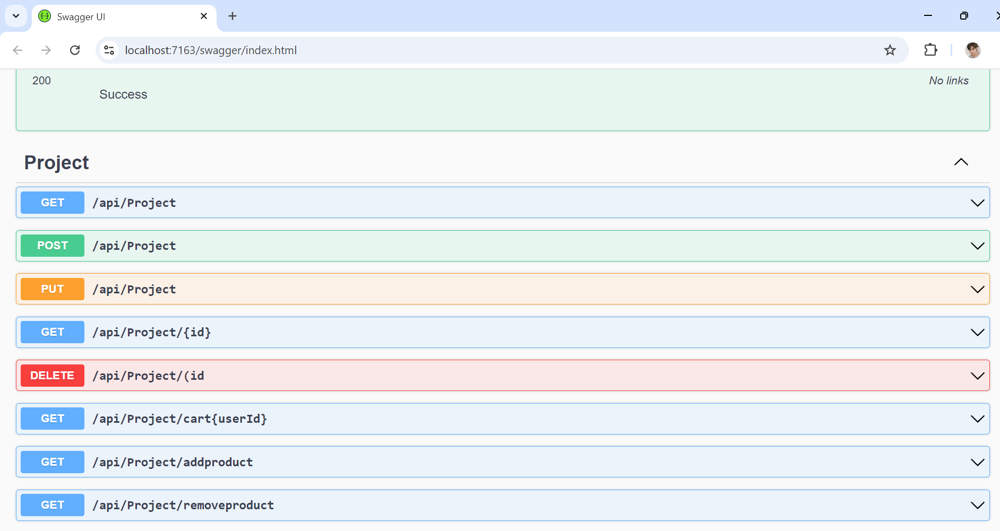 Swagger UI
localhost:7163/swagger/index.html
200
No links
Success
Project
GET /api/Project
POST /api/Project
PUT /api/Project
GET /api/Project/{id}
DELETE /api/Project/(id
GET /api/Project/cart{userId}
GET /api/Project/addproduct
GET /api/Project/removeproduct